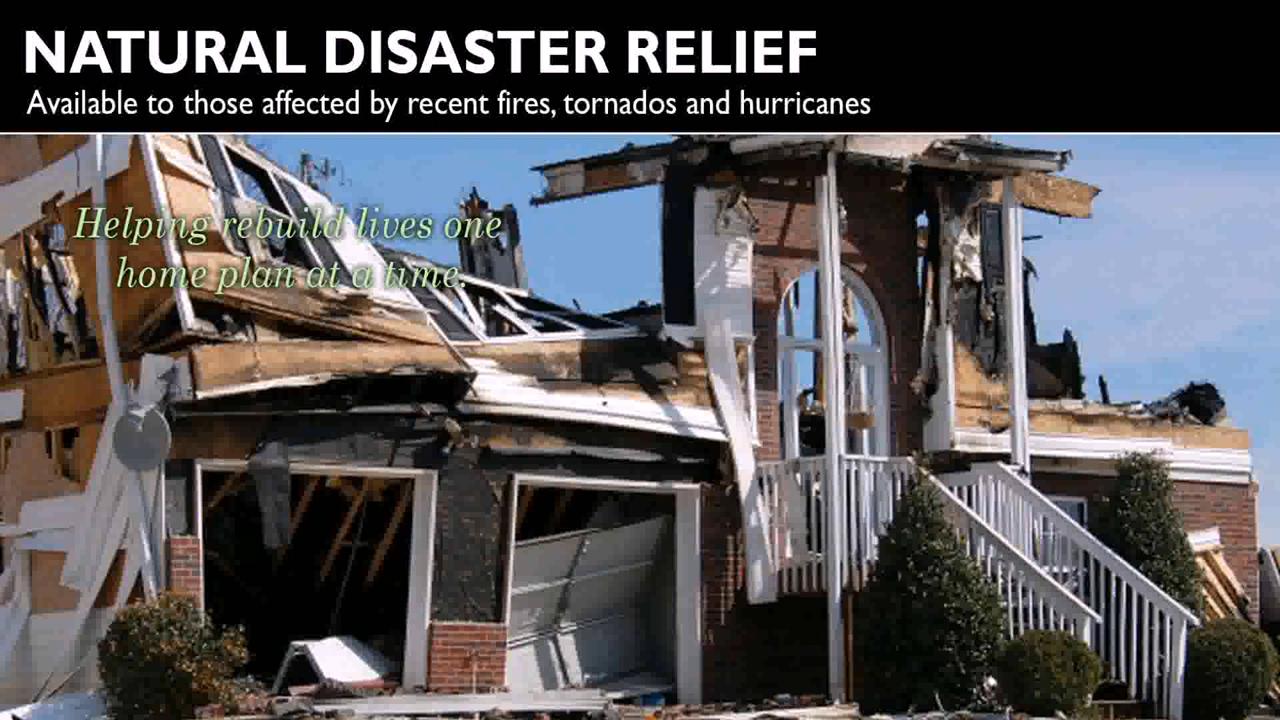 NATURAL DISASTER RELIEF
Available to those affected by recent fires, tornados and hurricanes
Helping rebuild lives one
home plan at a time.